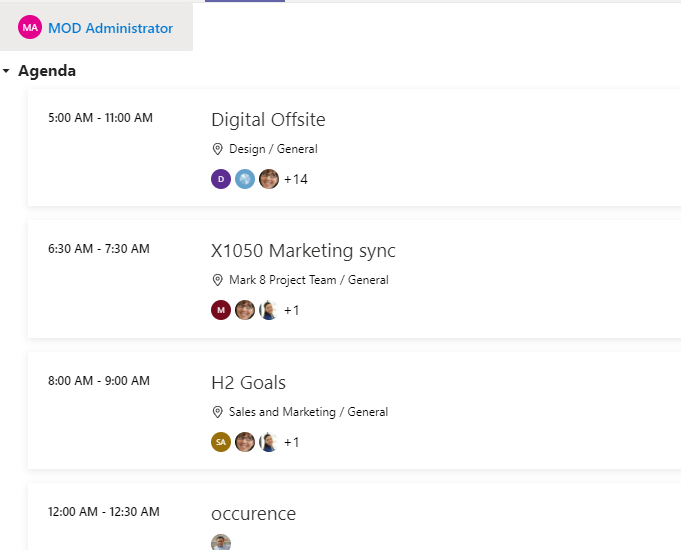 MA MOD Administrator
Agenda
5:00 AM - 11:00 AM
Digital Offsite
Design / General
D +14
6:30 AM - 7:30 AM
X1050 Marketing sync
Mark 8 Project Team / General
M +1
8:00 AM - 9:00 AM
H2 Goals
Sales and Marketing / General
SA +1
12:00 AM - 12:30 AM
occurence